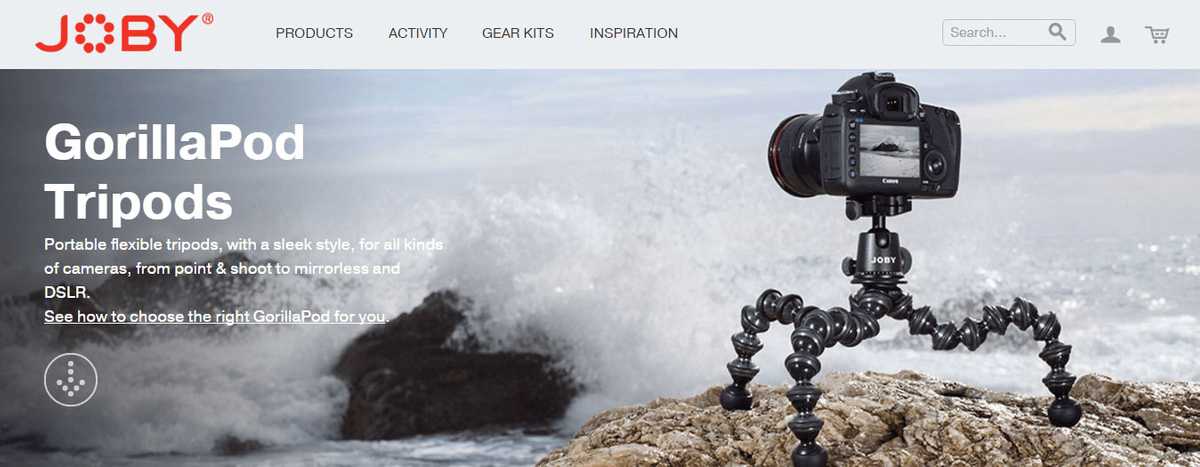 JOBY®
PRODUCTS ACTIVITY GEAR KITS INSPIRATION
Search...
GorillaPod
Tripods
Portable flexible tripods, with a sleek style, for all kinds
of cameras, from point & shoot to mirrorless and
DSLR.
See how to choose the right GorillaPod for you.
Canon
JOBY